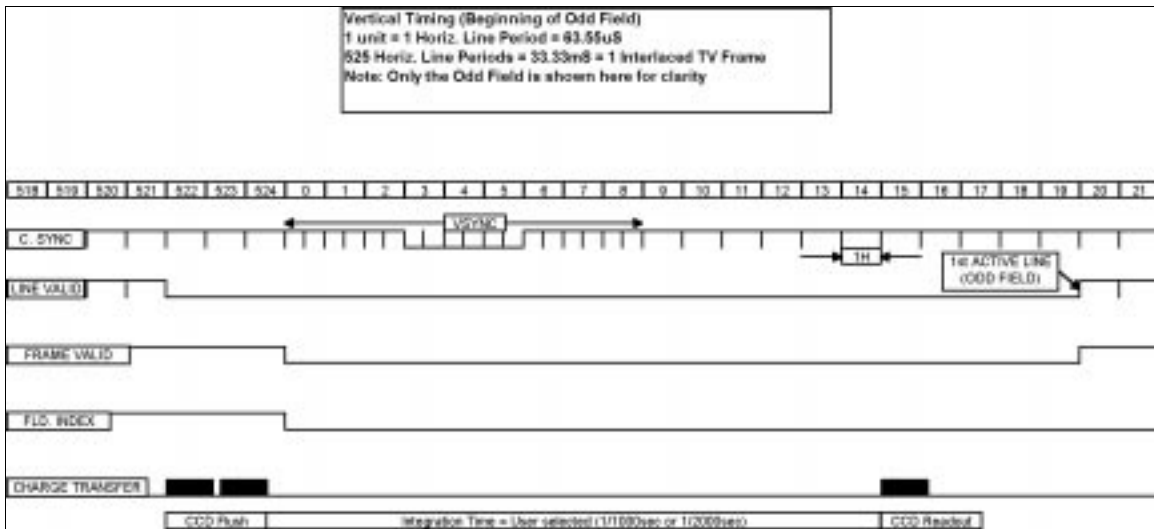 Vertical Timing (Beginning of Odd Field)
1 unit = 1 Horiz. Line Period = 63.55uS
525 Horiz. Line Periods = 33.33mS = 1 Interlaced TV Frame
Note: Only the Odd Field is shown here for clarity
518 519 520 521 522 523 524 0 1 2 3 4 5 6 7 8 9 10 11 12 13 14 15 16 17 18 19 20 21
VSYNC
C. SYNC
1H
1st ACTIVE LINE
(ODD FIELD)
LINE VALID
FRAME VALID
FLD. INDEX
CHARGE TRANSFER
CCD Flush Integration Time = User selected (1/1000sec or 1/2000sec) CCD Readout